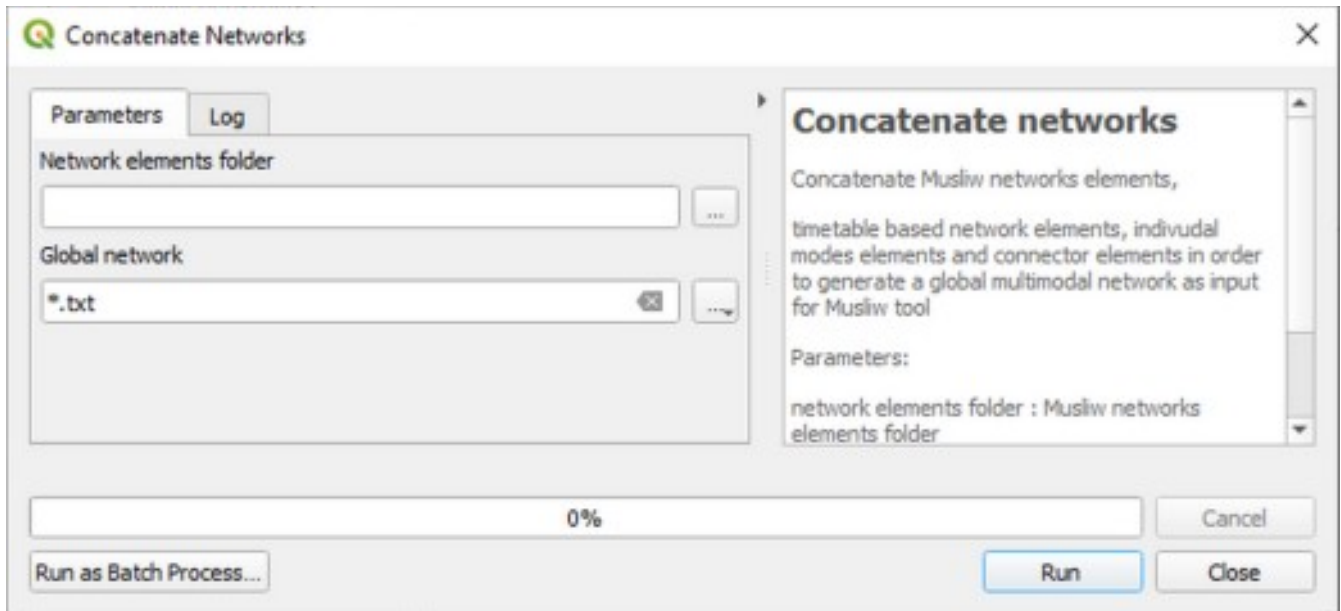 Concatenate Networks
Parameters
Log
Network elements folder
...
Global network
*.txt
...
Concatenate networks
Concatenate Musliw networks elements,
timetable based network elements, indivudal
modes elements and connector elements in order
to generate a global multimodal network as input
for Musliw tool
Parameters:
network elements folder : Musliw networks
elements folder
0%
Cancel
Run as Batch Process...
Run
Close